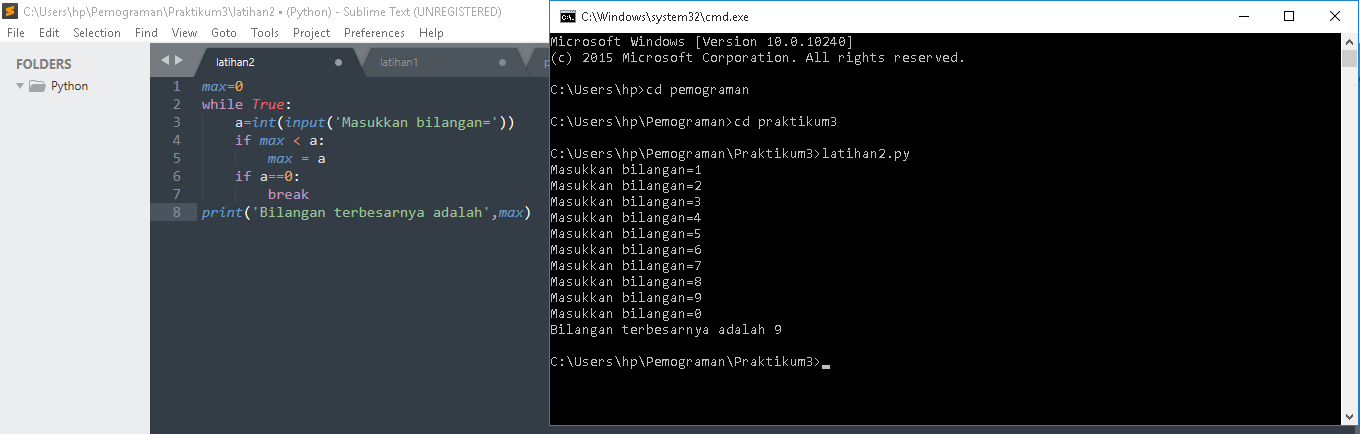 C:\Users\hp\Pemograman\Praktikum3\latihan2 • (Python) - Sublime Text (UNREGISTERED)
File Edit Selection Find View Goto Tools Project Preferences Help
FOLDERS
Python
latihan2
latihan1
1 max=0
2 while True:
3 a=int(input('Masukkan bilangan='))
4 if max < a:
5 max = a
6 if a==0:
7 break
8 print('Bilangan terbesarnya adalah',max)
C:\Windows\system32\cmd.exe
Microsoft Windows [Version 10.0.10240]
(c) 2015 Microsoft Corporation. All rights reserved.
C:\Users\hp>cd pemograman
C:\Users\hp\Pemograman>cd praktikum3
C:\Users\hp\Pemograman\Praktikum3>latihan2.py
Masukkan bilangan=1
Masukkan bilangan=2
Masukkan bilangan=3
Masukkan bilangan=4
Masukkan bilangan=5
Masukkan bilangan=6
Masukkan bilangan=7
Masukkan bilangan=8
Masukkan bilangan=9
Masukkan bilangan=0
Bilangan terbesarnya adalah 9
C:\Users\hp\Pemograman\Praktikum3>